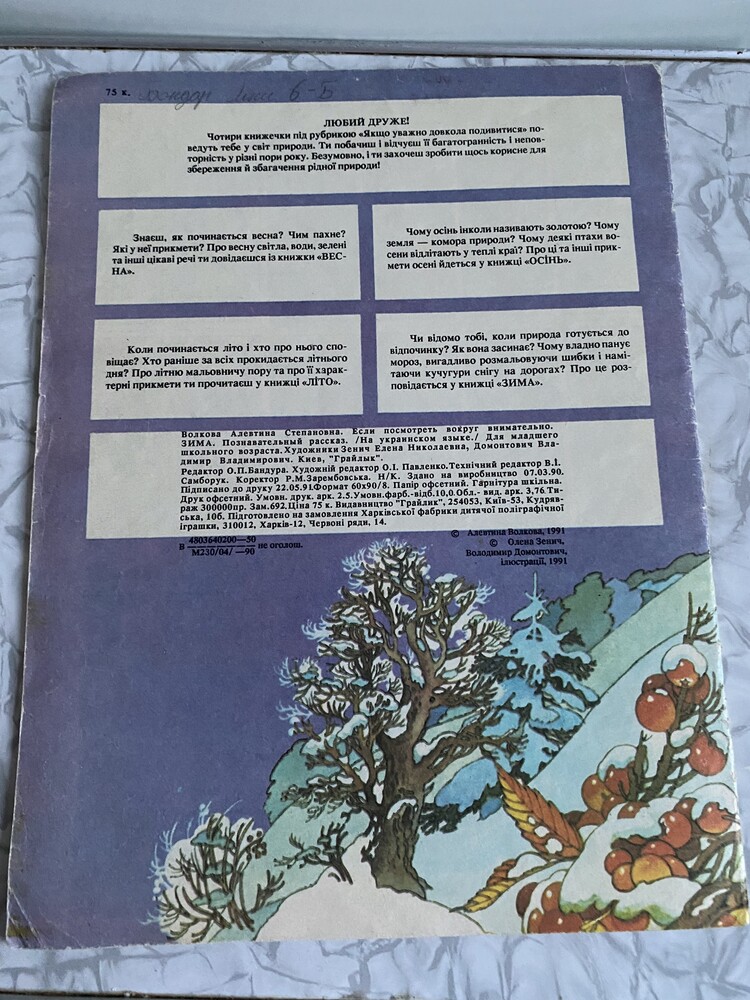 75 к. 6-Б
ЛЮБИЙ ДРУЖЕ!
Чотири книжечки під рубрикою «Якщо уважно довкола подивитися» по-
ведуть тебе у світ природи. Ти побачиш і відчуєш її багатогранність і непов-
торність у різні пори року. Безумовно, і ти захочеш зробити щось корисне для
збереження й збагачення рідної природи!
Знаєш, як починається весна? Чим пахне?
Які у неї прикмети? Про весну світла, води, зелені
та інші цікаві речі ти довідаєшся із книжки «ВЕС-
НА».
Чому осінь інколи називають золотою? Чому
земля — комора природи? Чому деякі птахи во-
сени відлітають у теплі краї? Про ці та інші прик-
мети осені йдеться у книжці «ОСІНЬ».
Коли починається літо і хто про нього спо-
віщає? Хто раніше за всіх прокидається літнього
дня? Про літню мальовничу пору та про її харак-
терні прикмети ти прочитаєш у книжці «ЛІТО».
Чи відомо тобі, коли природа готується до
відпочинку? Як вона засинає? Чому владно панує
мороз, вигадливо розмальовуючи шибки і намі-
таючи кучугури снігу на дорогах? Про це роз-
повідається у книжці «ЗИМА».
Волкова Алевтина Степановна. Если посмотреть вокруг внимательно.
ЗИМА. Познавательный рассказ. /На украинском языке./ Для младшего
школьного возраста. Художники Зенич Елена Николаевна, Домонтович Вла-
димир Владимирович. Киев, "Грайлык".
Редактор О.П.Вандура. Художній редактор О.І. Павленко.Технічний редактор В.І.
Самборук. Коректор Р.М.Зарембовська. Н/К. Здано на виробництво 07.03.90.
Підписано до друку 22.05.91.Формат 60х90/8. Папір офсетний. Гарнітура шкільна.
Друк офсетний. Умовн. друк. арк. 2.5.Умовн.фарб.-відб.10,0.Обл.- вид. арк. 3,76.Ти-
раж 300000пр. Зам.692.Ціна 75 к. Видавництво "Грайлик", 254053, Київ-53, Кудряв-
ська, 10б. Підготовлено на замовлення Харківської фабрики дитячої поліграфічної
іграшки, 310012, Харків-12, Червоні ряди, 14.
В 4803640200—50 не оголош.
М230/04/ —90
© Алевтина Волкова, 1991
© Олена Зенич,
Володимир Домонтович,
ілюстрації, 1991